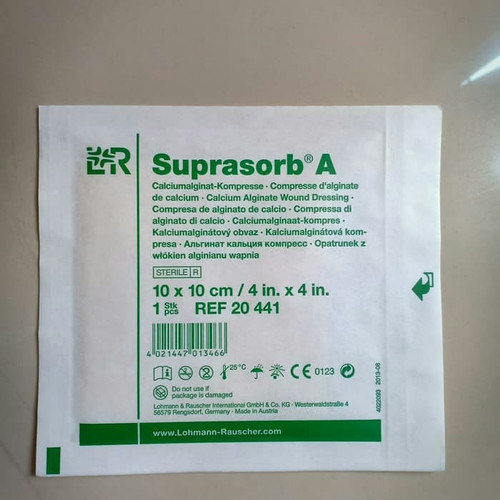 L&R
Suprasorb® A
Calciumalginat-Kompresse · Compresse d'alginate
de calcium · Calcium Alginate Wound Dressing ·
Compresa de alginato de calcio · Compressa di
alginato di calcio · Calciumalginaat-kompres ·
Kalciumalginátový obvaz · Kalciumalginátová kom-
presa · Альгинат кальция компресс · Opatrunek z
włókien alginianu wapnia
STERILE R
10 x 10 cm / 4 in. x 4 in.
1 Stk pcs REF 20 441
4 021447 013466
25 °C
CE 0123
Do not use if
package is damaged
Lohmann & Rauscher International GmbH & Co. KG · Westerwaldstraße 4
56579 Rengsdorf, Germany · Made in Austria
www.Lohmann-Rauscher.com
4022093 2013-08